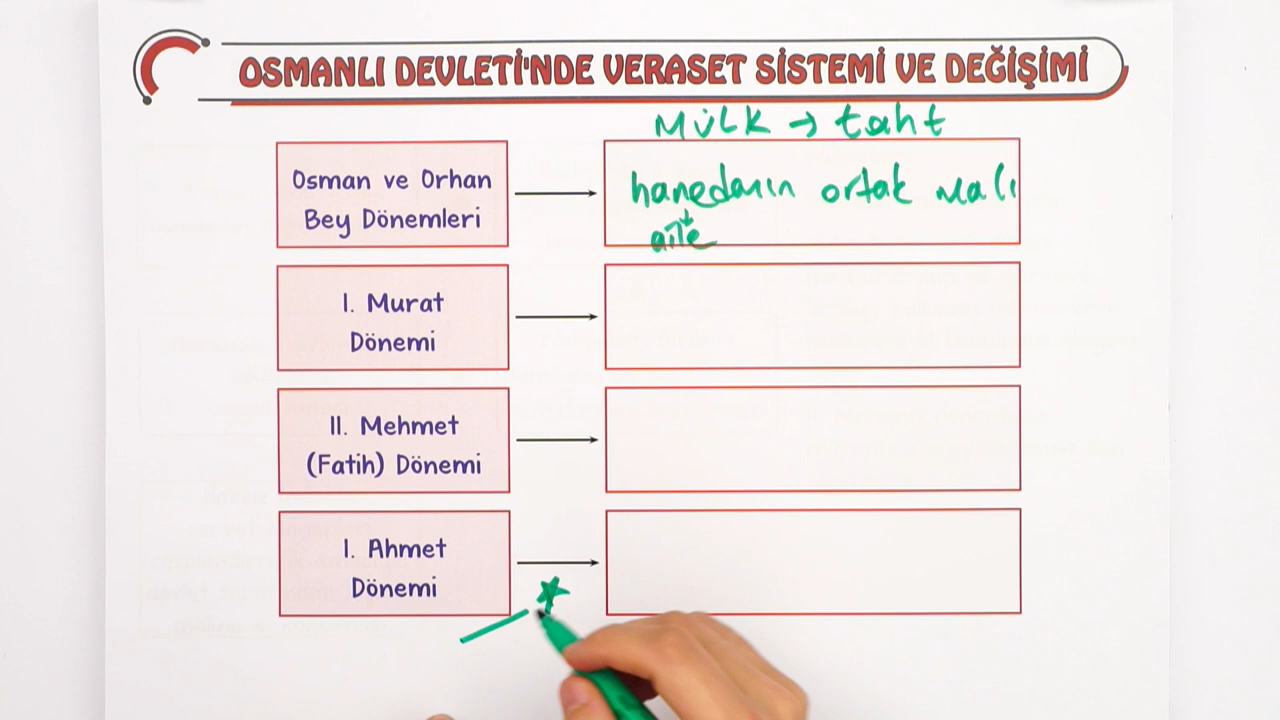 OSMANLI DEVLETİ'NDE VERASET SİSTEMİ VE DEĞİŞİMİ
MÜLK → taht
Osman ve Orhan
Bey Dönemleri
hanedanın ortak malı
aile
I. Murat
Dönemi
II. Mehmet
(Fatih) Dönemi
I. Ahmet
Dönemi